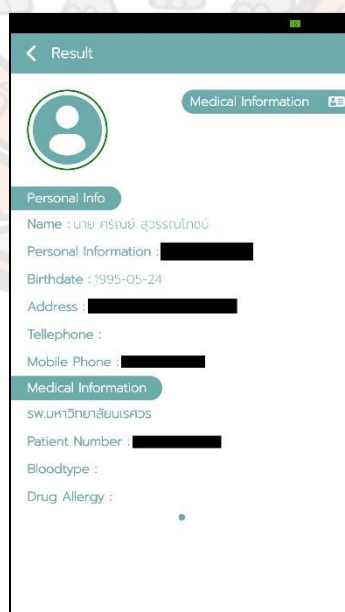 Result
Medical Information
Personal Info
Name : นาย ศรัณย์ สุวรรณโภชน์
Personal Information :
Birthdate : 1995-05-24
Address :
Tellephone :
Mobile Phone :
Medical Information
รพ.มหาวิทยาลัยนเรศวร
Patient Number :
Bloodtype :
Drug Allergy :